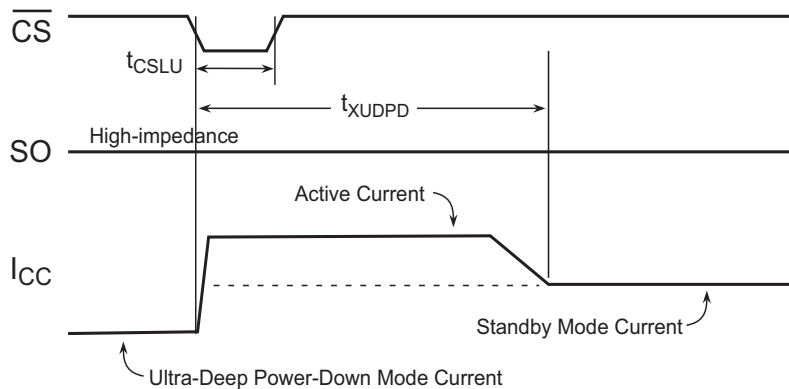 CS
tCSLU
tXUDPD
High-impedance
SO
Active Current
ICC
Standby Mode Current
Ultra-Deep Power-Down Mode Current